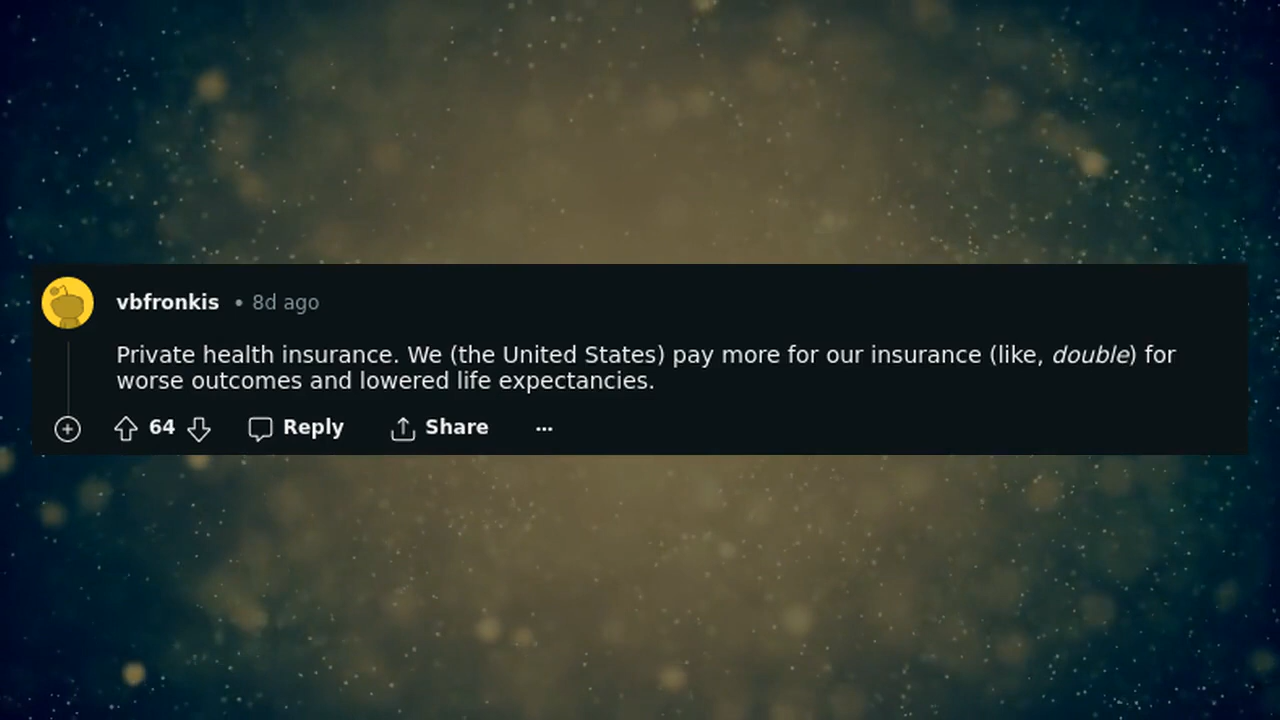 vbfronkis • 8d ago
Private health insurance. We (the United States) pay more for our insurance (like, double) for
worse outcomes and lowered life expectancies.
64 Reply Share ...